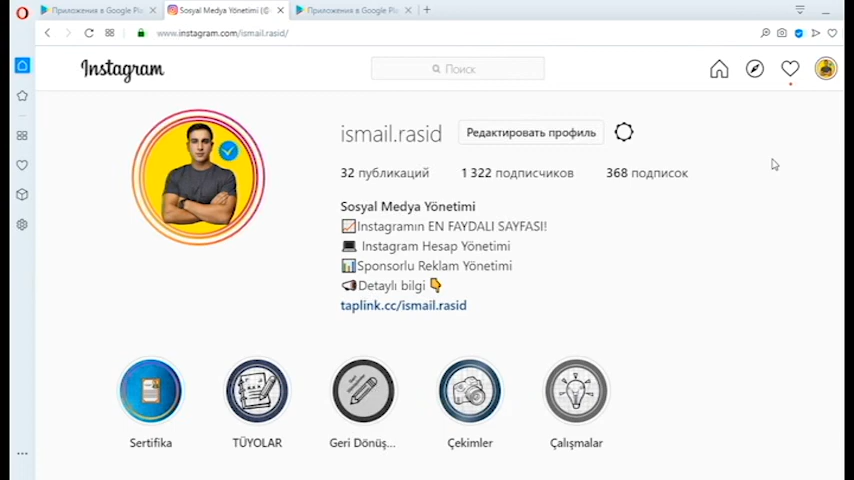 Приложения в Google Pla
Sosyal Medya Yönetimi (@
Приложения в Google Pla
www.instagram.com/ismail.rasid/
Instagram
Поиск
ismail.rasid
Редактировать профиль
32 публикаций 1 322 подписчиков 368 подписок
Sosyal Medya Yönetimi
📈Instagramın EN FAYDALI SAYFASI!
💻 Instagram Hesap Yönetimi
📊Sponsorlu Reklam Yönetimi
📢Detaylı bilgi 👇
taplink.cc/ismail.rasid
Sertifika TÜYOLAR Geri Dönüş... Çekimler Çalışmalar